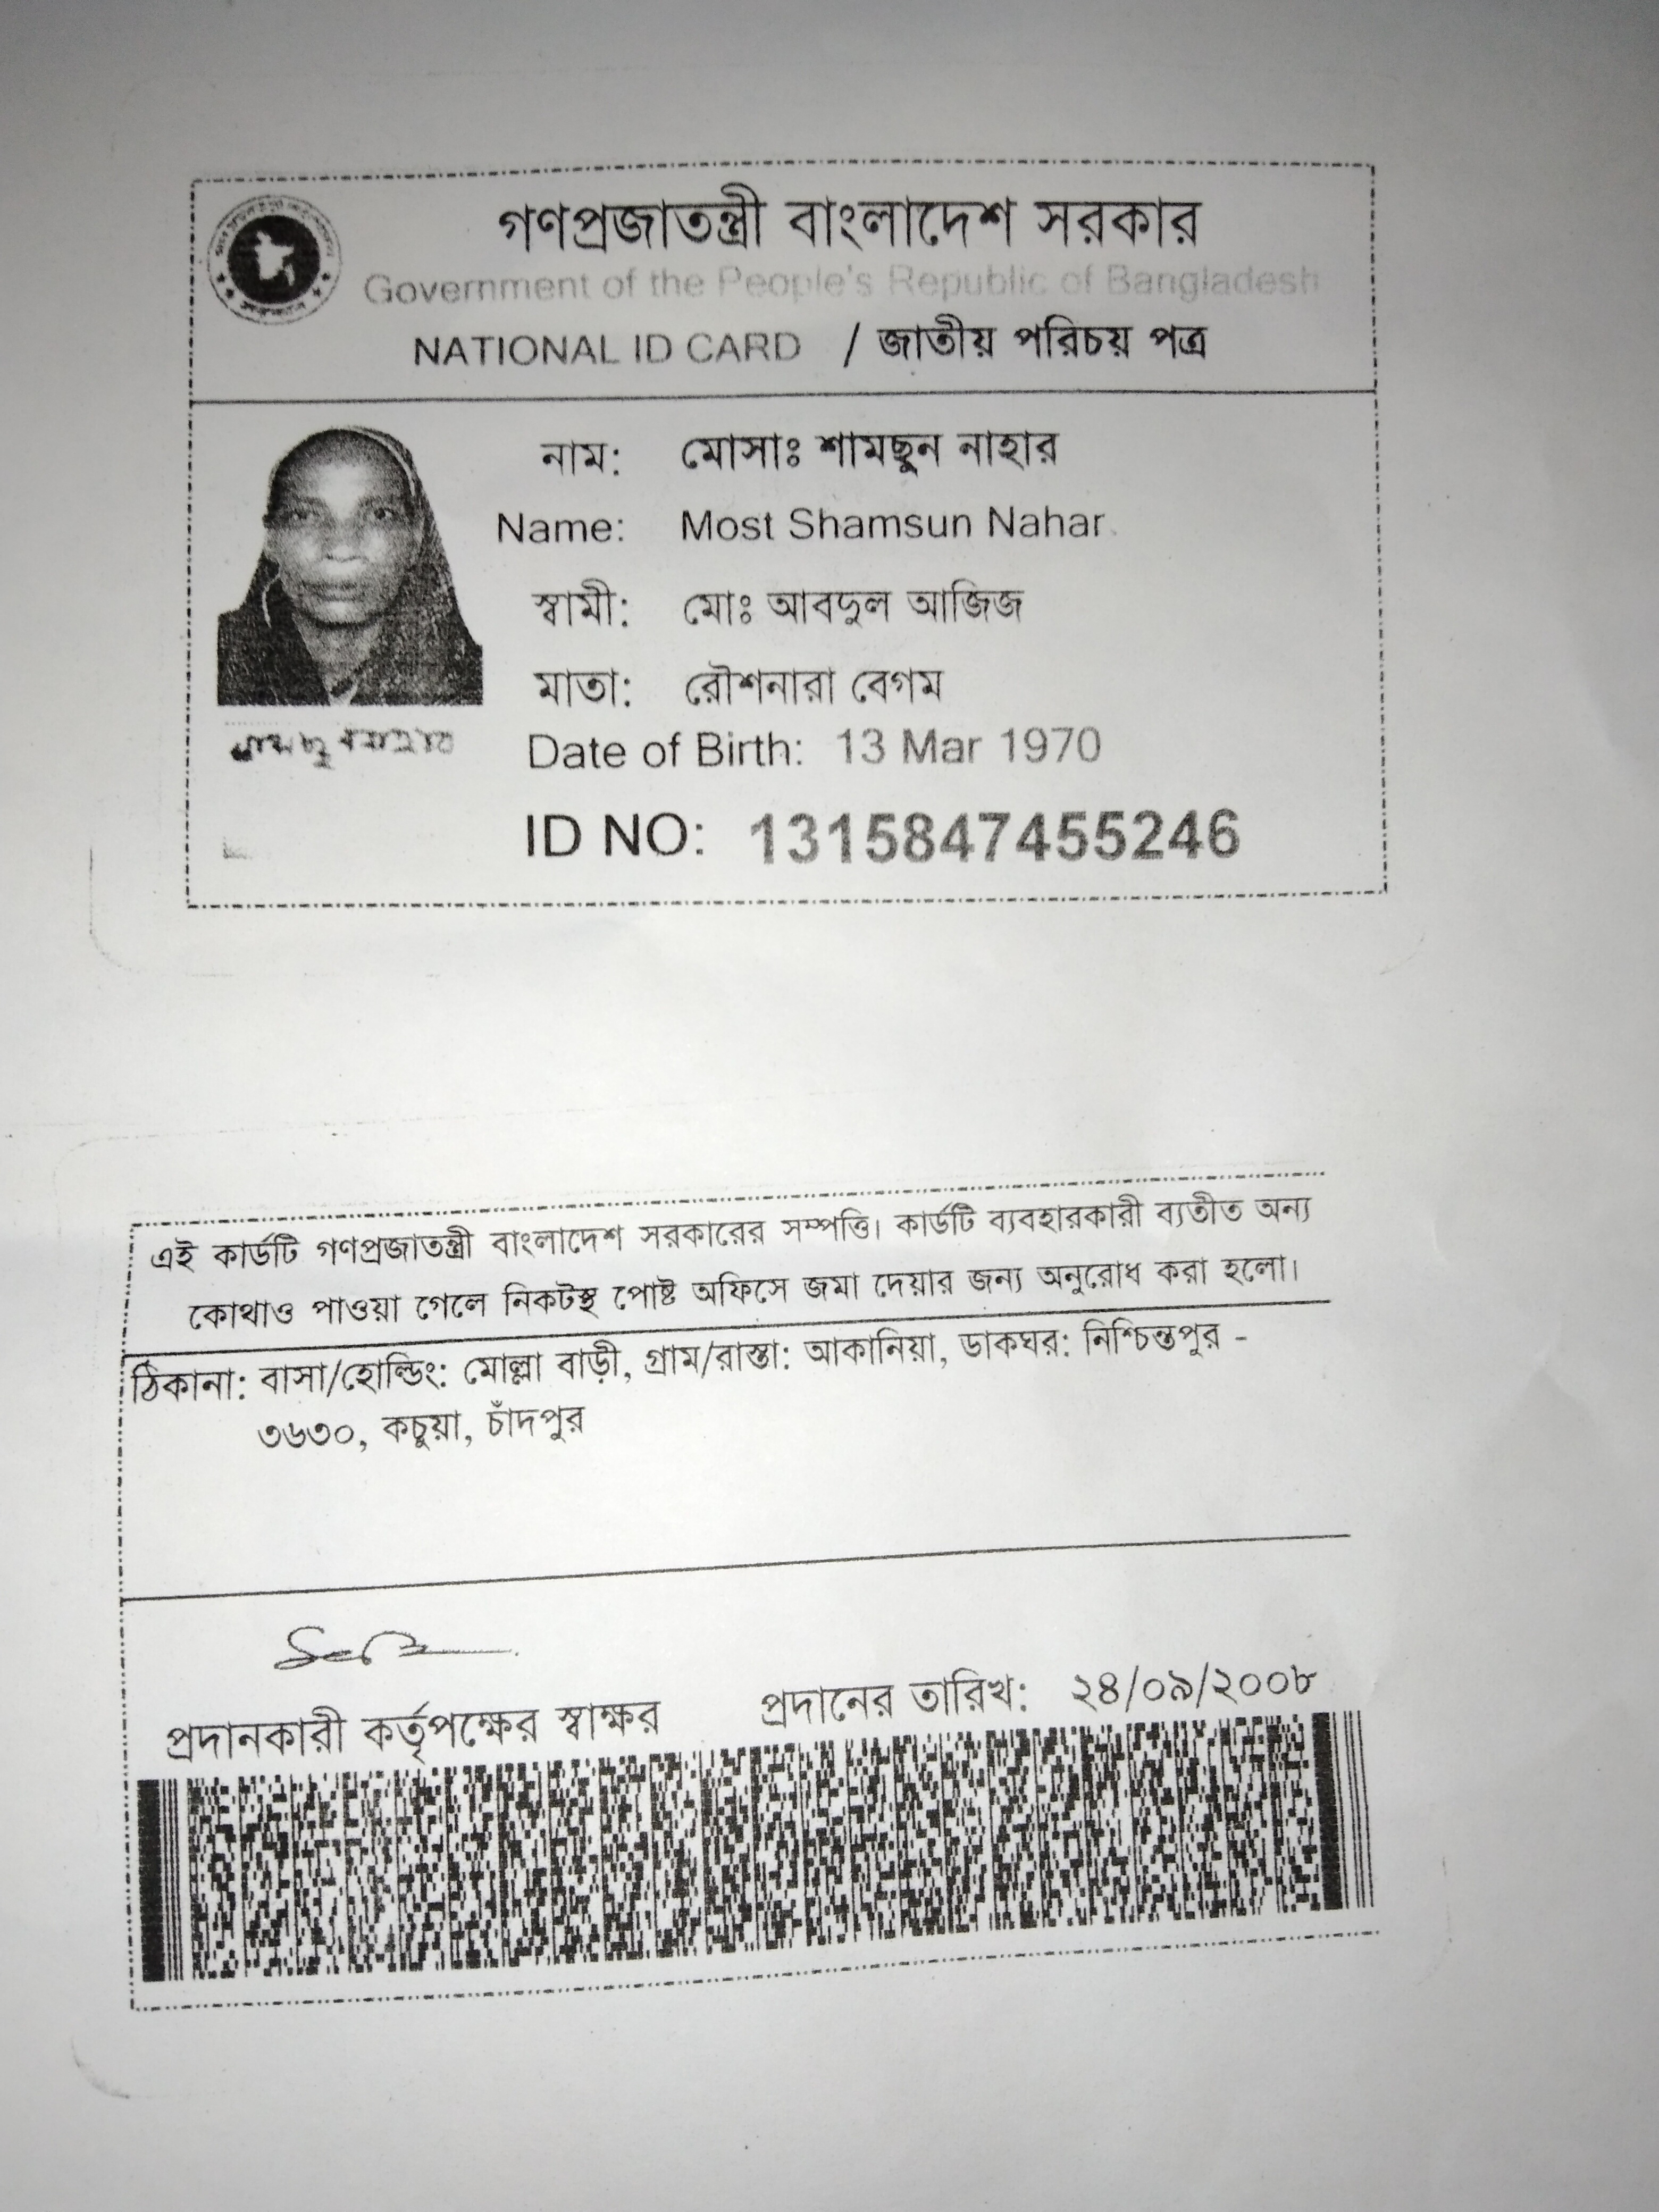 গণপ্রজাতন্ত্রী বাংলাদেশ সরকার
Government of the People's Republic of Bangladesh
NATIONAL ID CARD / জাতীয় পরিচয় পত্র
নাম: মোসাঃ শামছুন নাহার
Name: Most Shamsun Nahar
স্বামী: মোঃ আবদুল আজিজ
মাতা: রৌশনারা বেগম
Date of Birth: 13 Mar 1970
ID NO: 1315847455246
এই কার্ডটি গণপ্রজাতন্ত্রী বাংলাদেশ সরকারের সম্পত্তি। কার্ডটি ব্যবহারকারী ব্যতীত অন্য
কোথাও পাওয়া গেলে নিকটস্থ পোষ্ট অফিসে জমা দেয়ার জন্য অনুরোধ করা হলো।
ঠিকানা: বাসা/হোল্ডিং: মোল্লা বাড়ী, গ্রাম/রাস্তা: আকানিয়া, ডাকঘর: নিশ্চিন্তপুর -
৩৬৩০, কচুয়া, চাঁদপুর
প্রদানকারী কর্তৃপক্ষের স্বাক্ষর প্রদানের তারিখ: ২৪/০৯/২০০৮